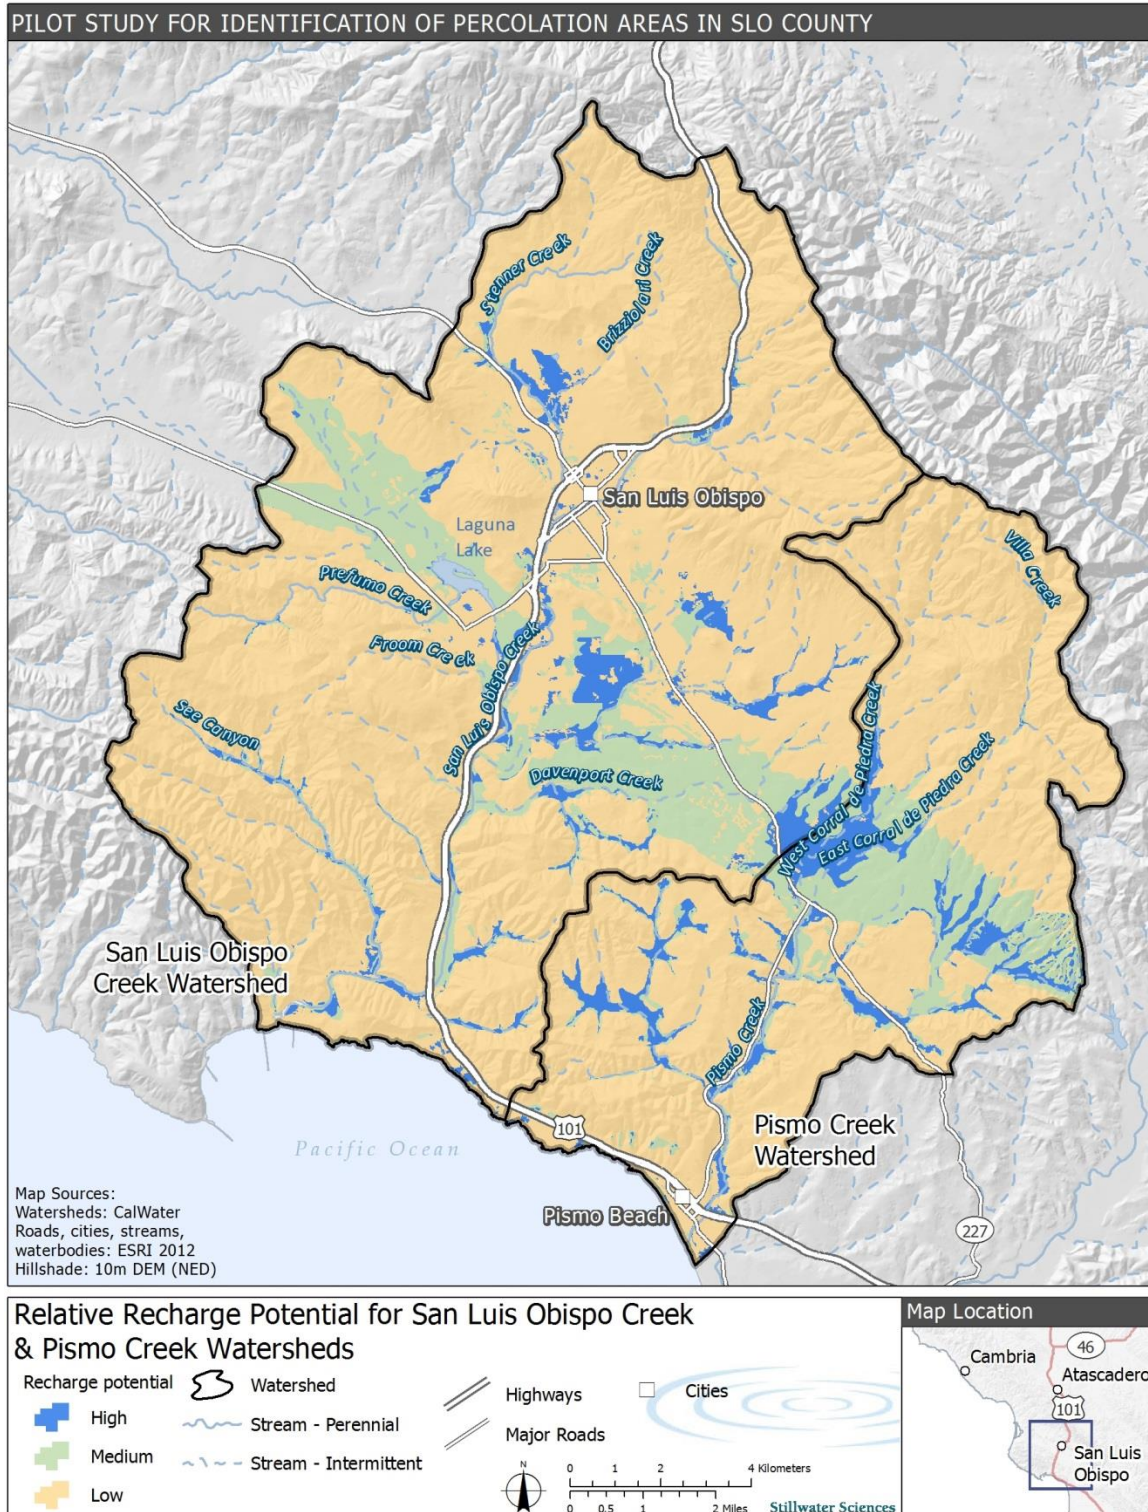 PILOT STUDY FOR IDENTIFICATION OF PERCOLATION AREAS IN SLO COUNTY
Stenner Creek
Brizziolari Creek
San Luis Obispo
Laguna
Lake
Villa Creek
Prefumo Creek
Froom Creek
San Luis Obispo Creek
See Canyon
Davenport Creek
West Corral de Piedra Creek
East Corral de Piedra Creek
San Luis Obispo
Creek Watershed
Pismo Creek
Pismo Creek
Watershed
101
Pacific Ocean
Pismo Beach
227
Map Sources:
Watersheds: CalWater
Roads, cities, streams,
waterbodies: ESRI 2012
Hillshade: 10m DEM (NED)
Relative Recharge Potential for San Luis Obispo Creek
& Pismo Creek Watersheds
Recharge potential
High
Medium
Low
Watershed
Stream - Perennial
Stream - Intermittent
Highways
Major Roads
Cities
N
0 1 2 4 Kilometers
0 0.5 1 2 Miles
Stillwater Sciences
Map Location
46
Cambria
Atascadero
101
San Luis
Obispo